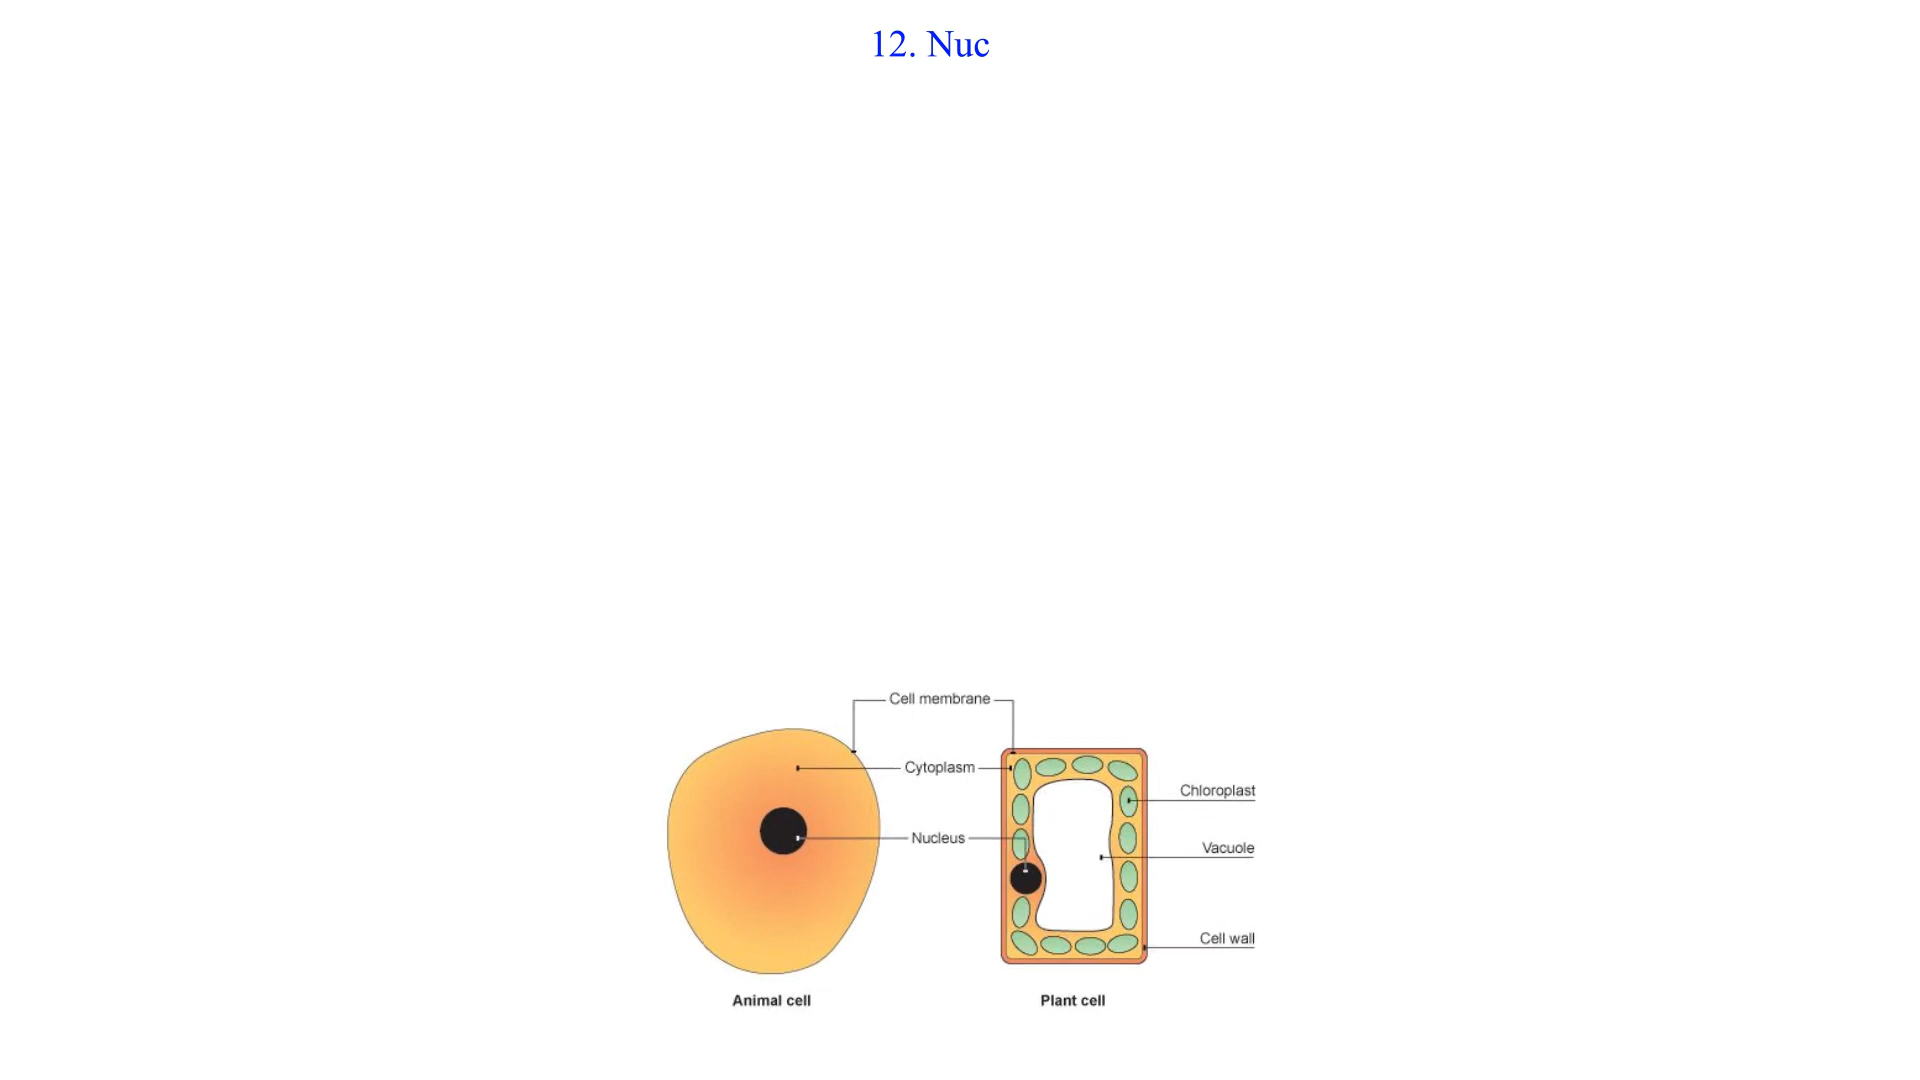 12. Nuc
Cell membrane
Cytoplasm
Chloroplast
Nucleus
Vacuole
Cell wall
Animal cell
Plant cell